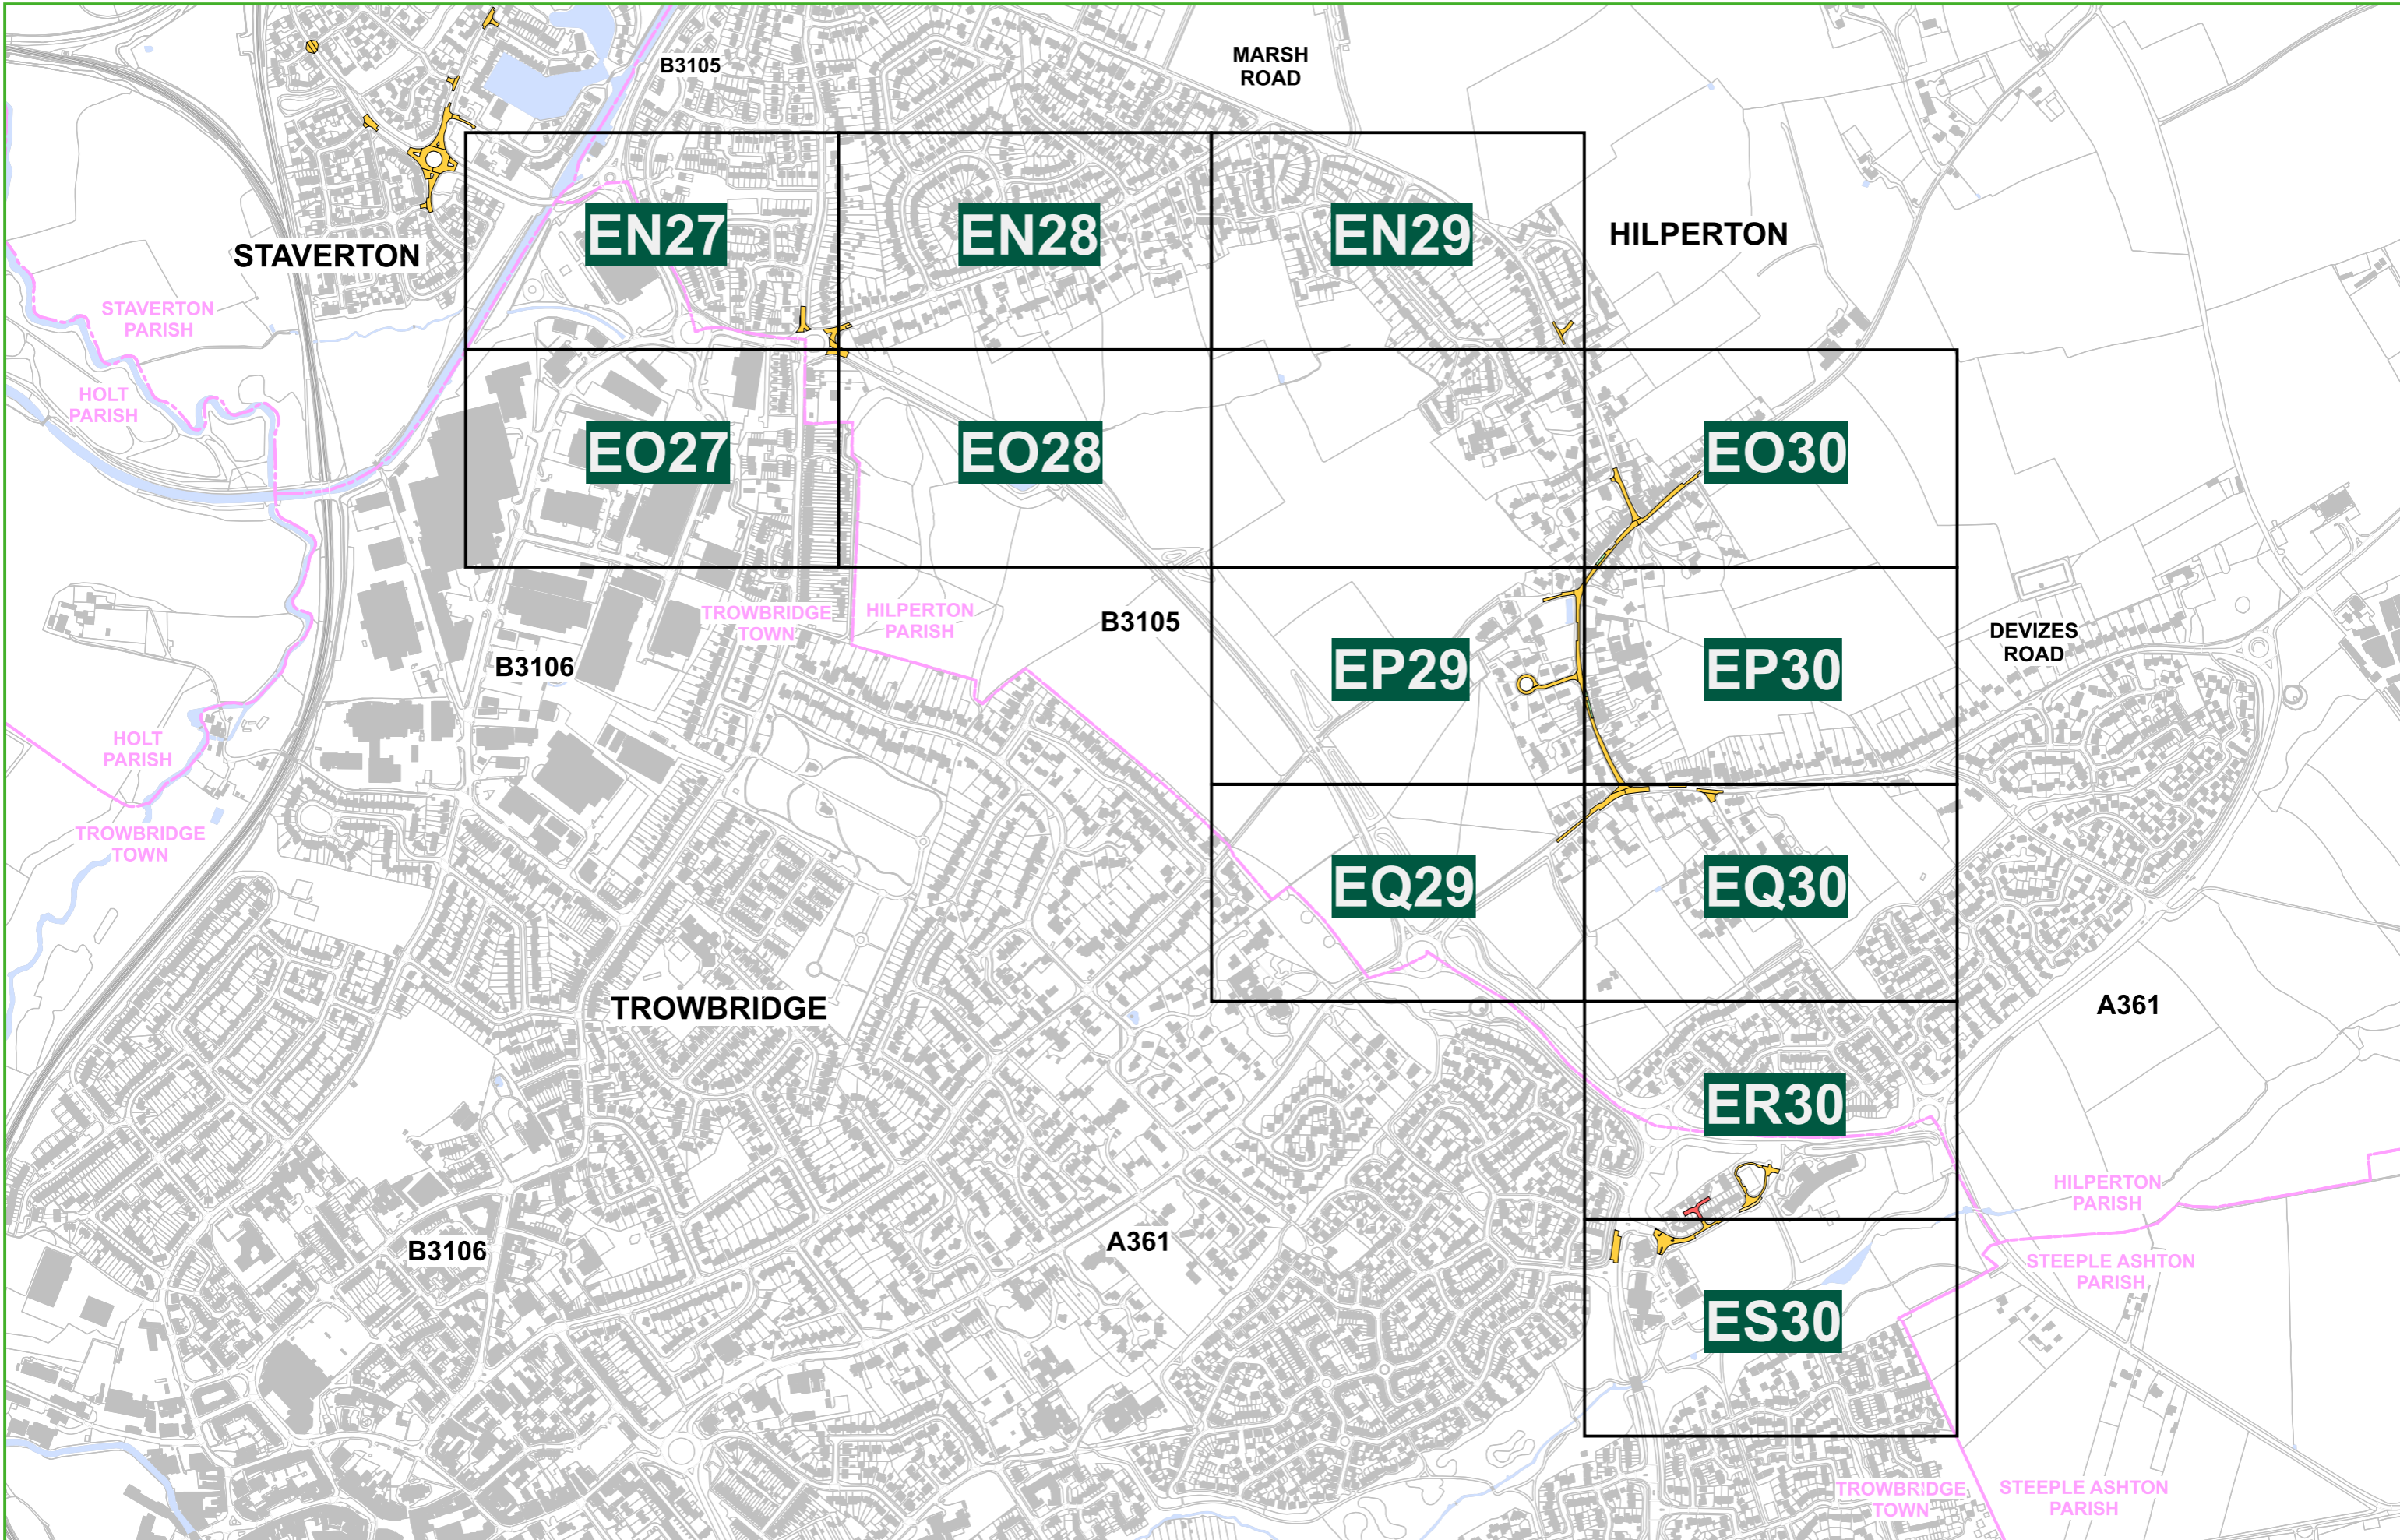 B3105
MARSH
ROAD
EN27
EN28
EN29
HILPERTON
STAVERTON
STAVERTON
PARISH
HOLT
PARISH
EO27
EO28
EO30
TROWBRIDGE
TOWN
HILPERTON
PARISH
B3105
DEVIZES
ROAD
B3106
EP29
EP30
HOLT
PARISH
TROWBRIDGE
TOWN
EQ29
EQ30
TROWBRIDGE
A361
ER30
HILPERTON
PARISH
B3106
A361
STEEPLE ASHTON
PARISH
ES30
TROWBRIDGE
TOWN
STEEPLE ASHTON
PARISH